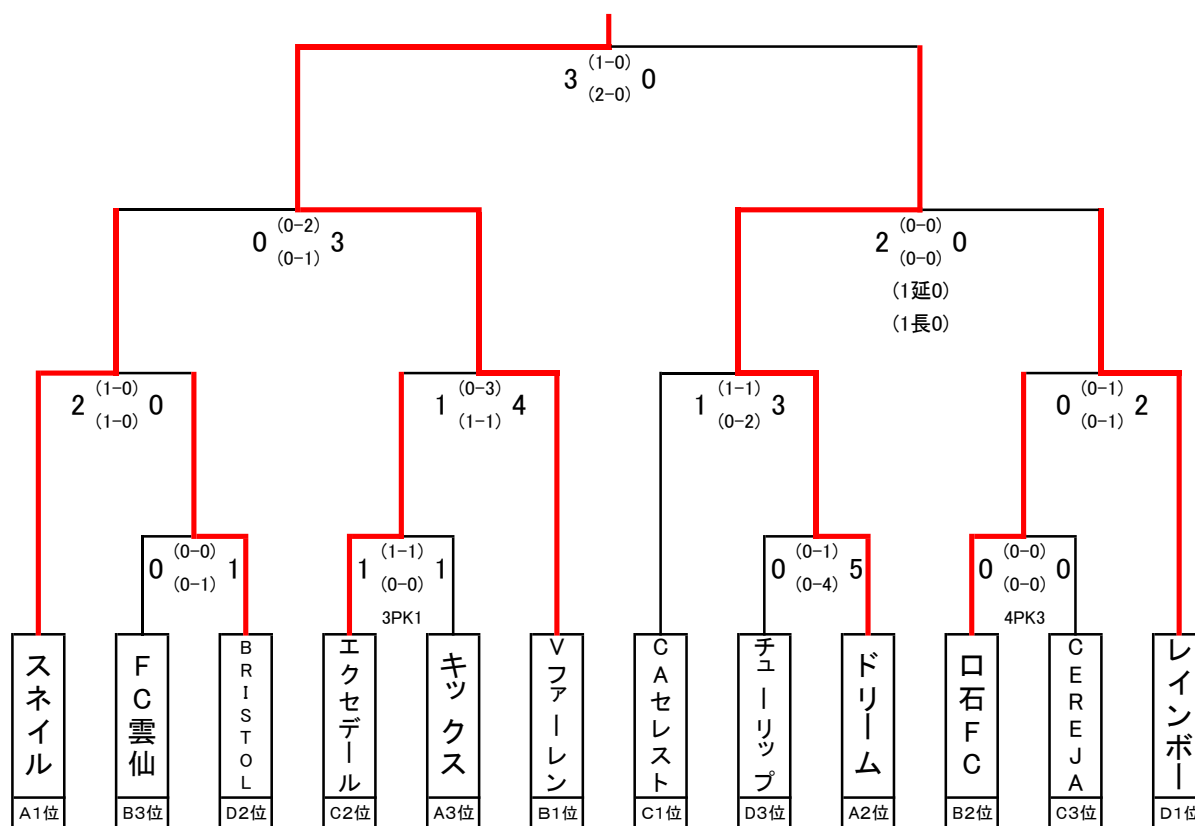 (1-0)
3 0
(2-0)
(0-2)
0 3
(0-1)
(0-0)
2 0
(0-0)
(1延0)
(1長0)
(1-0)
2 0
(1-0)
(0-3)
1 4
(1-1)
(1-1)
1 3
(0-2)
(0-1)
0 2
(0-1)
(0-0)
0 1
(0-1)
(1-1)
1 1
(0-0)
3PK1
(0-1)
0 5
(0-4)
(0-0)
0 0
(0-0)
4PK3
スネイル
FC雲仙
BRISTOL
エクセデール
キックス
Vファーレン
CAセレスト
チューリップ
ドリーム
口石FC
CEREJA
レインボー
A1位
B3位
D2位
C2位
A3位
B1位
C1位
D3位
A2位
B2位
C3位
D1位